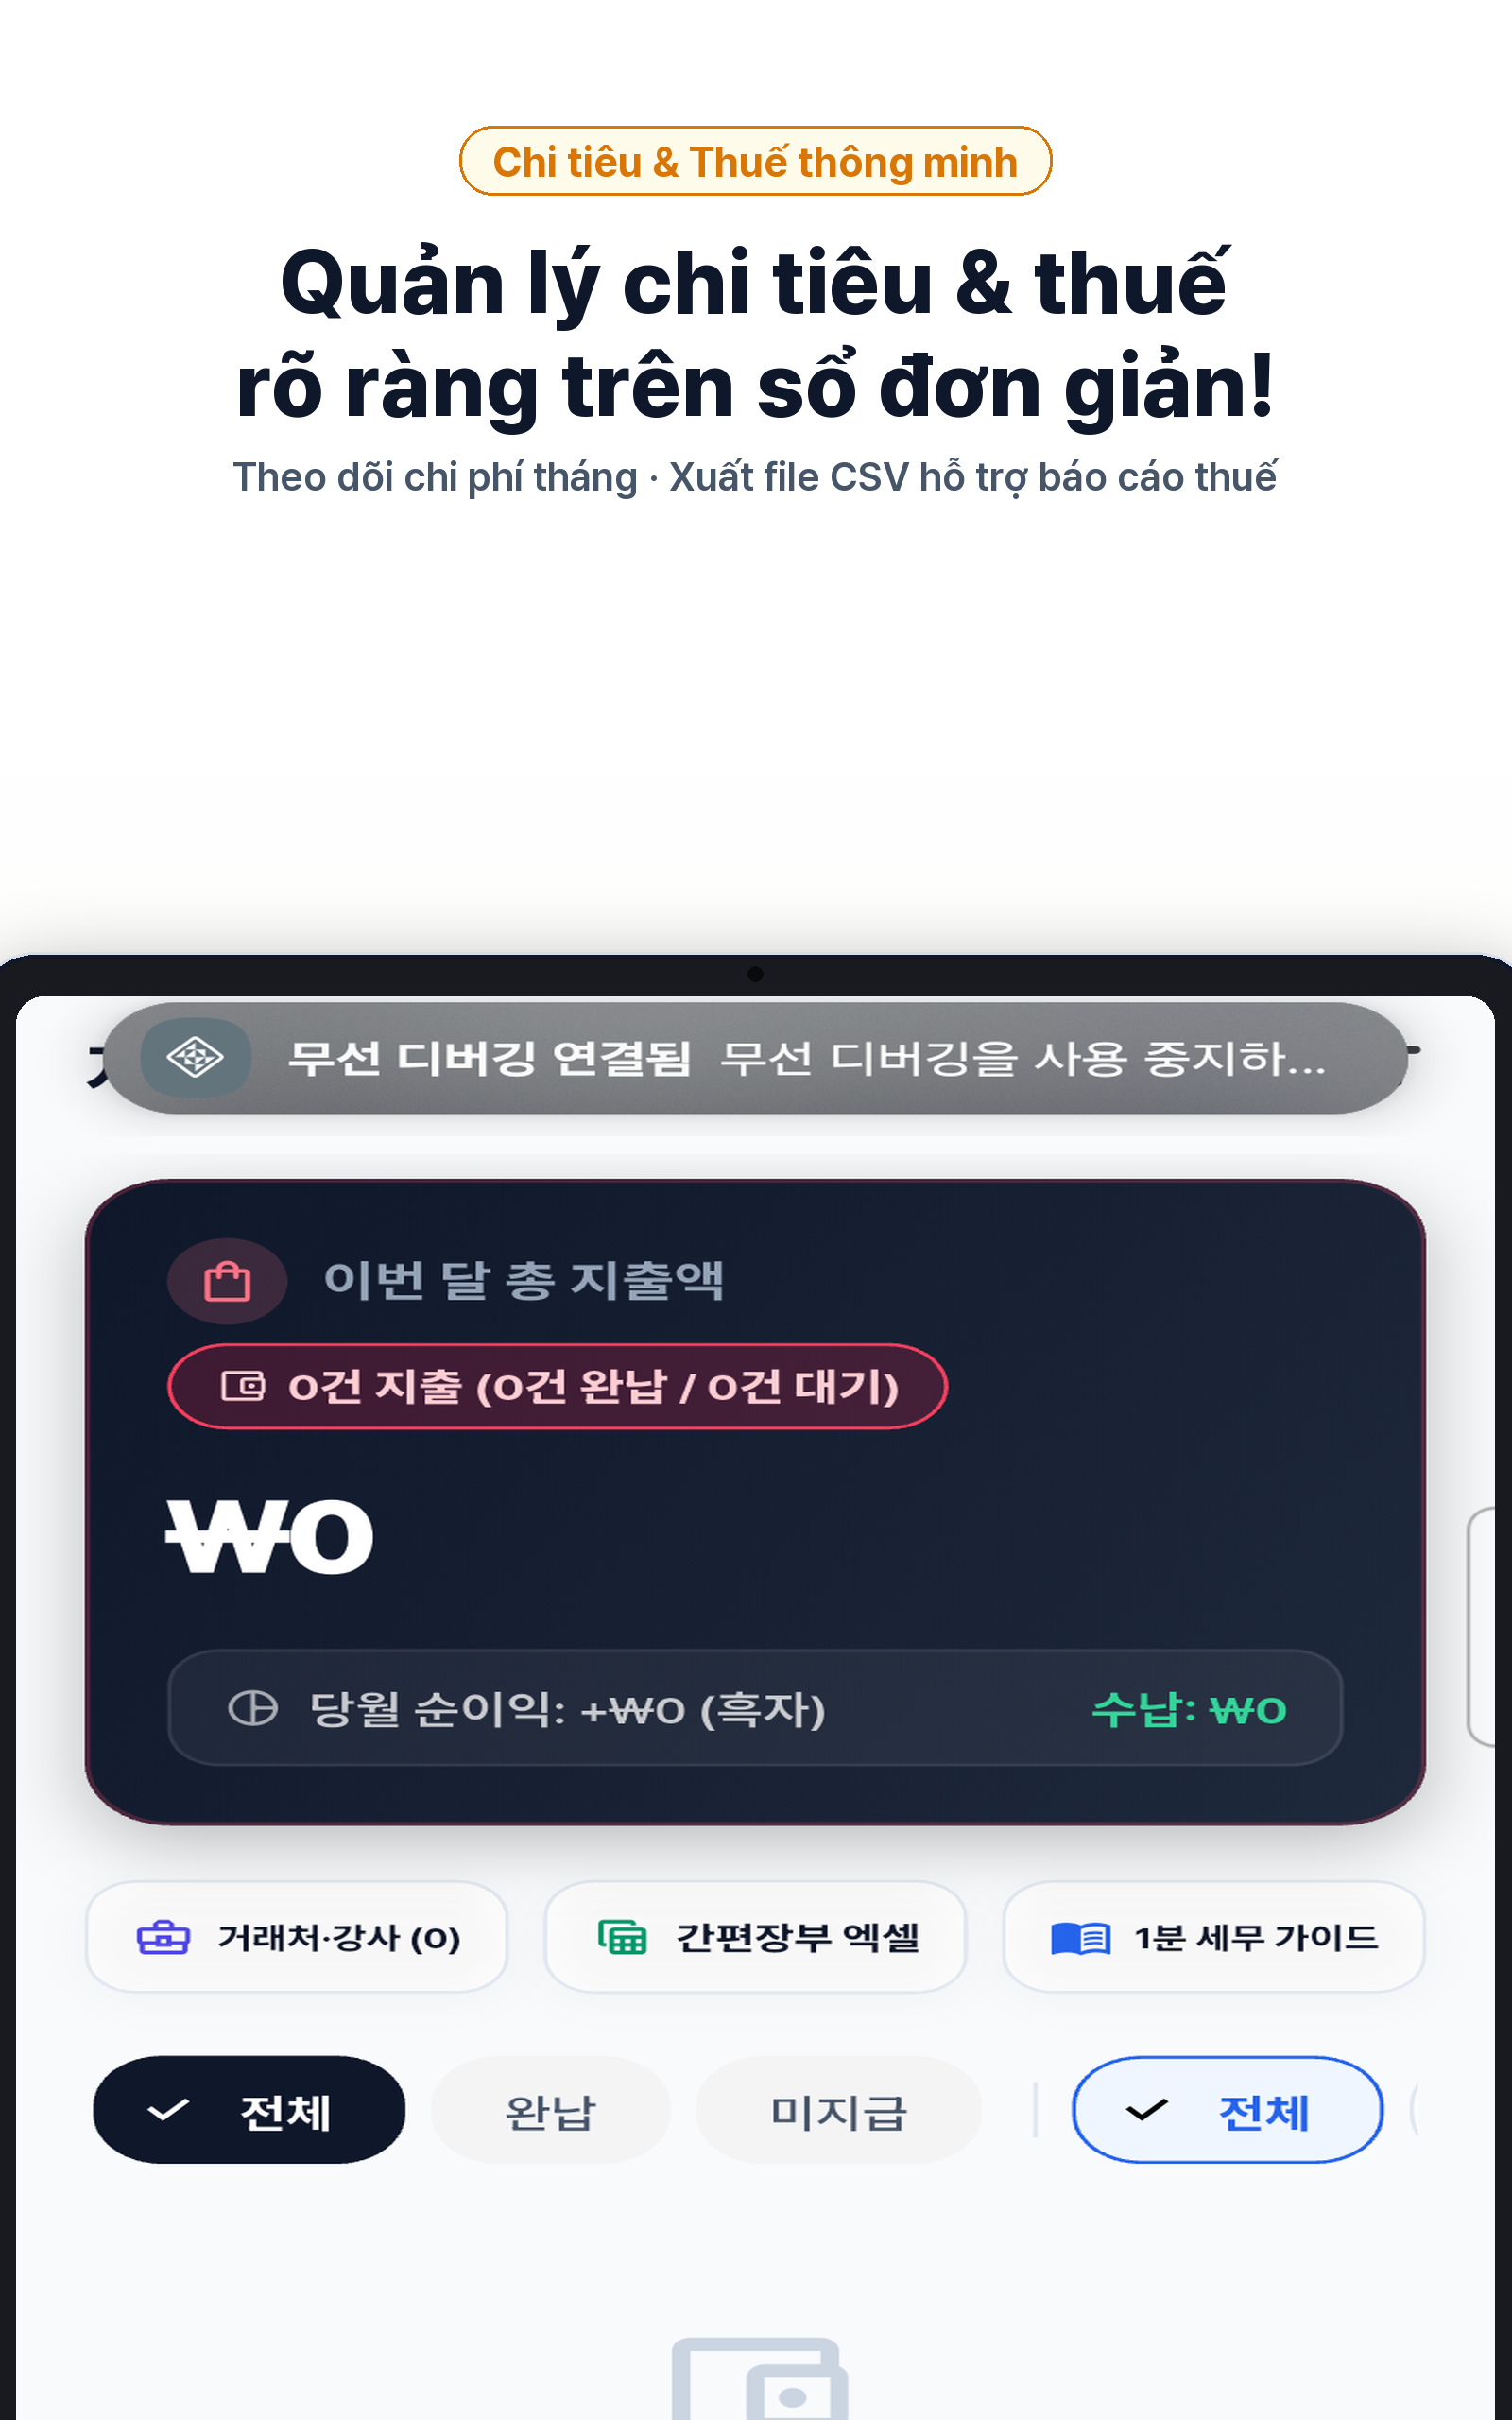 Chi tiêu & Thuế thông minh
Quản lý chi tiêu & thuế
rõ ràng trên sổ đơn giản!
Theo dõi chi phí tháng · Xuất file CSV hỗ trợ báo cáo thuế
무선 디버깅 연결됨 무선 디버깅을 사용 중지하...
이번 달 총 지출액
0건 지출 (0건 완납 / 0건 대기)
₩0
당월 순이익: +₩0 (흑자) 수납: ₩0
거래처·강사 (0) 간편장부 엑셀 1분 세무 가이드
전체 완납 미지급 전체